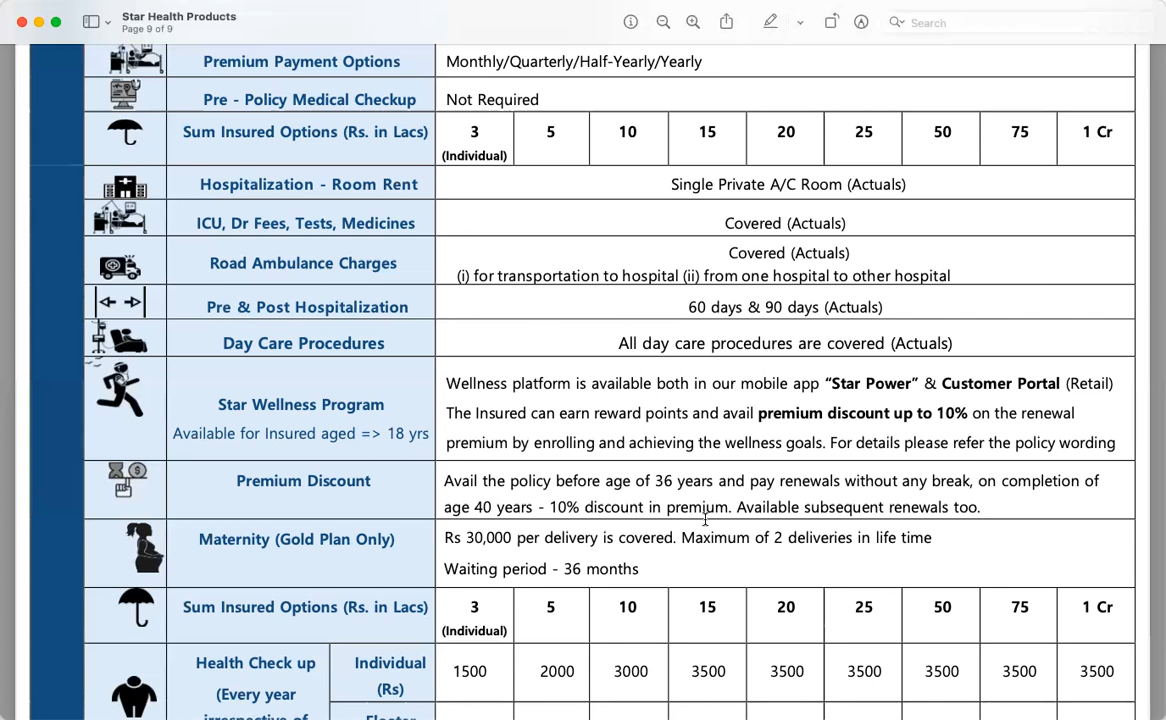 Star Health Products
Page 9 of 9
Search
Premium Payment Options Monthly/Quarterly/Half-Yearly/Yearly
Pre - Policy Medical Checkup Not Required
Sum Insured Options (Rs. in Lacs) 3 5 10 15 20 25 50 75 1 Cr
(Individual)
Hospitalization - Room Rent Single Private A/C Room (Actuals)
ICU, Dr Fees, Tests, Medicines Covered (Actuals)
Road Ambulance Charges Covered (Actuals)
(i) for transportation to hospital (ii) from one hospital to other hospital
Pre & Post Hospitalization 60 days & 90 days (Actuals)
Day Care Procedures All day care procedures are covered (Actuals)
Star Wellness Program
Available for Insured aged => 18 yrs
Wellness platform is available both in our mobile app “Star Power” & Customer Portal (Retail)
The Insured can earn reward points and avail premium discount up to 10% on the renewal
premium by enrolling and achieving the wellness goals. For details please refer the policy wording
Premium Discount Avail the policy before age of 36 years and pay renewals without any break, on completion of
age 40 years - 10% discount in premium. Available subsequent renewals too.
Maternity (Gold Plan Only) Rs 30,000 per delivery is covered. Maximum of 2 deliveries in life time
Waiting period - 36 months
Sum Insured Options (Rs. in Lacs) 3 5 10 15 20 25 50 75 1 Cr
(Individual)
Health Check up Individual 1500 2000 3000 3500 3500 3500 3500 3500 3500
(Every year (Rs)
irrespective of Floater